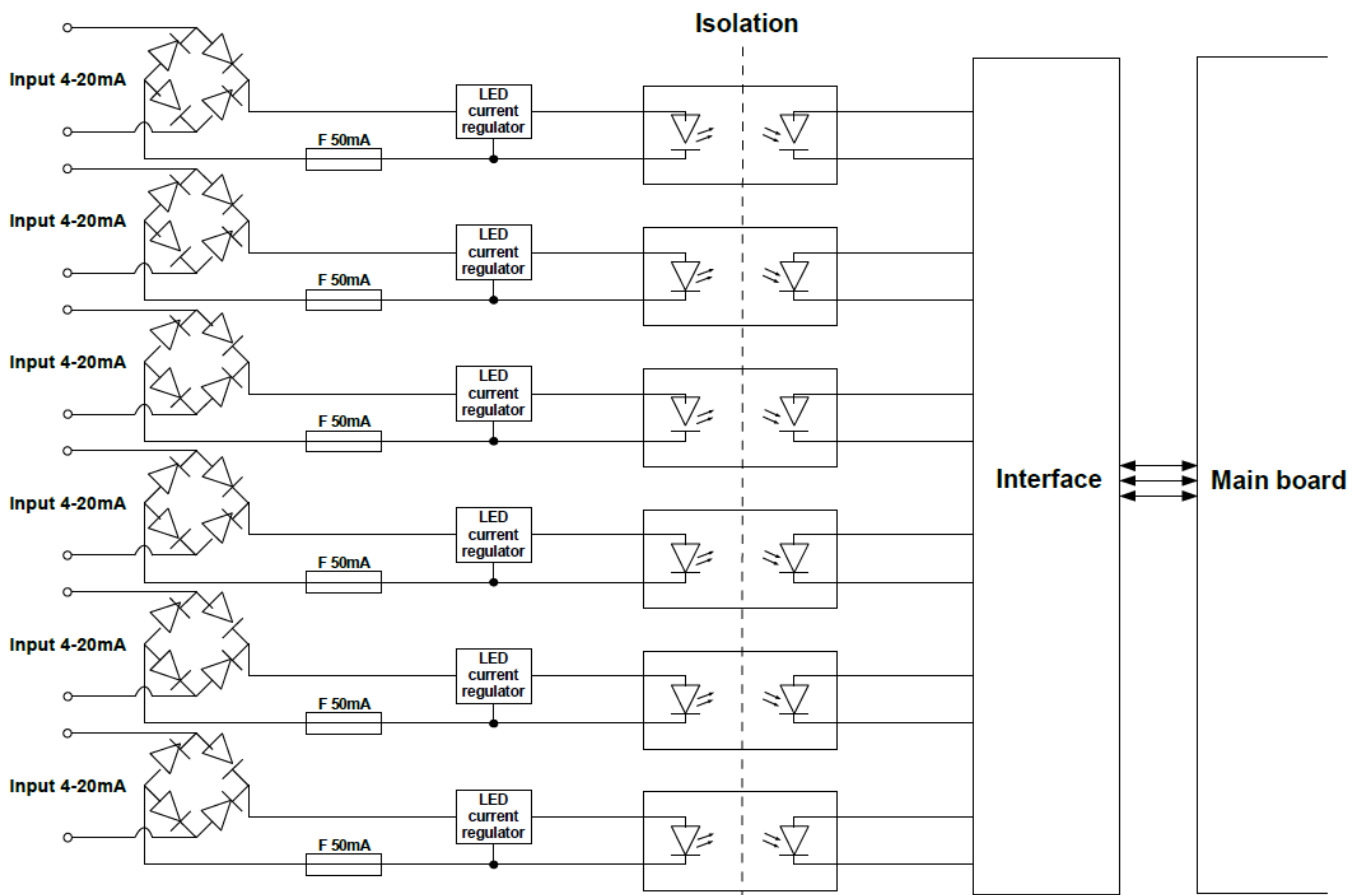 Isolation
Input 4-20mA
LED
current
regulator
F 50mA
Input 4-20mA
LED
current
regulator
F 50mA
Input 4-20mA
LED
current
regulator
F 50mA
Interface
Main board
Input 4-20mA
LED
current
regulator
F 50mA
Input 4-20mA
LED
current
regulator
F 50mA
Input 4-20mA
LED
current
regulator
F 50mA